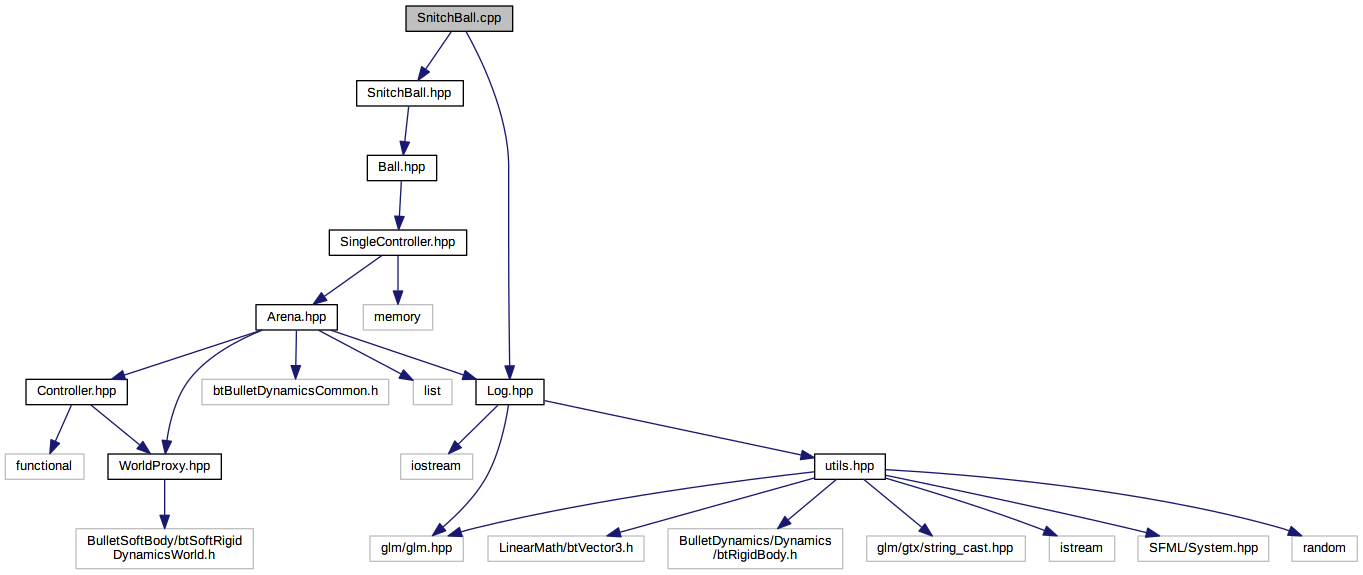 SnitchBall.cpp
SnitchBall.hpp
Ball.hpp
SingleController.hpp
Arena.hpp
memory
Controller.hpp
btBulletDynamicsCommon.h
list
Log.hpp
functional
WorldProxy.hpp
iostream
utils.hpp
BulletSoftBody/btSoftRigid
DynamicsWorld.h
glm/glm.hpp
LinearMath/btVector3.h
BulletDynamics/Dynamics
/btRigidBody.h
glm/gtx/string_cast.hpp
istream
SFML/System.hpp
random